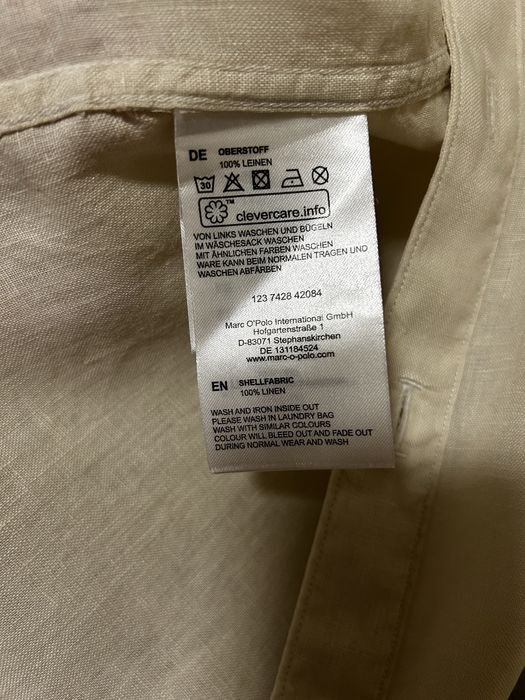 DE OBERSTOFF
100% LEINEN
30
™ clevercare.info
VON LINKS WASCHEN UND BÜGELN
IM WÄSCHESACK WASCHEN
MIT ÄHNLICHEN FARBEN WASCHEN
WARE KANN BEIM NORMALEN TRAGEN UND
WASCHEN ABFÄRBEN
123 7428 42084
Marc O'Polo International GmbH
Hofgartenstraße 1
D-83071 Stephanskirchen
DE 131184524
www.marc-o-polo.com
EN SHELLFABRIC
100% LINEN
WASH AND IRON INSIDE OUT
PLEASE WASH IN LAUNDRY BAG
WASH WITH SIMILAR COLOURS
COLOUR WILL BLEED OUT AND FADE OUT
DURING NORMAL WEAR AND WASH